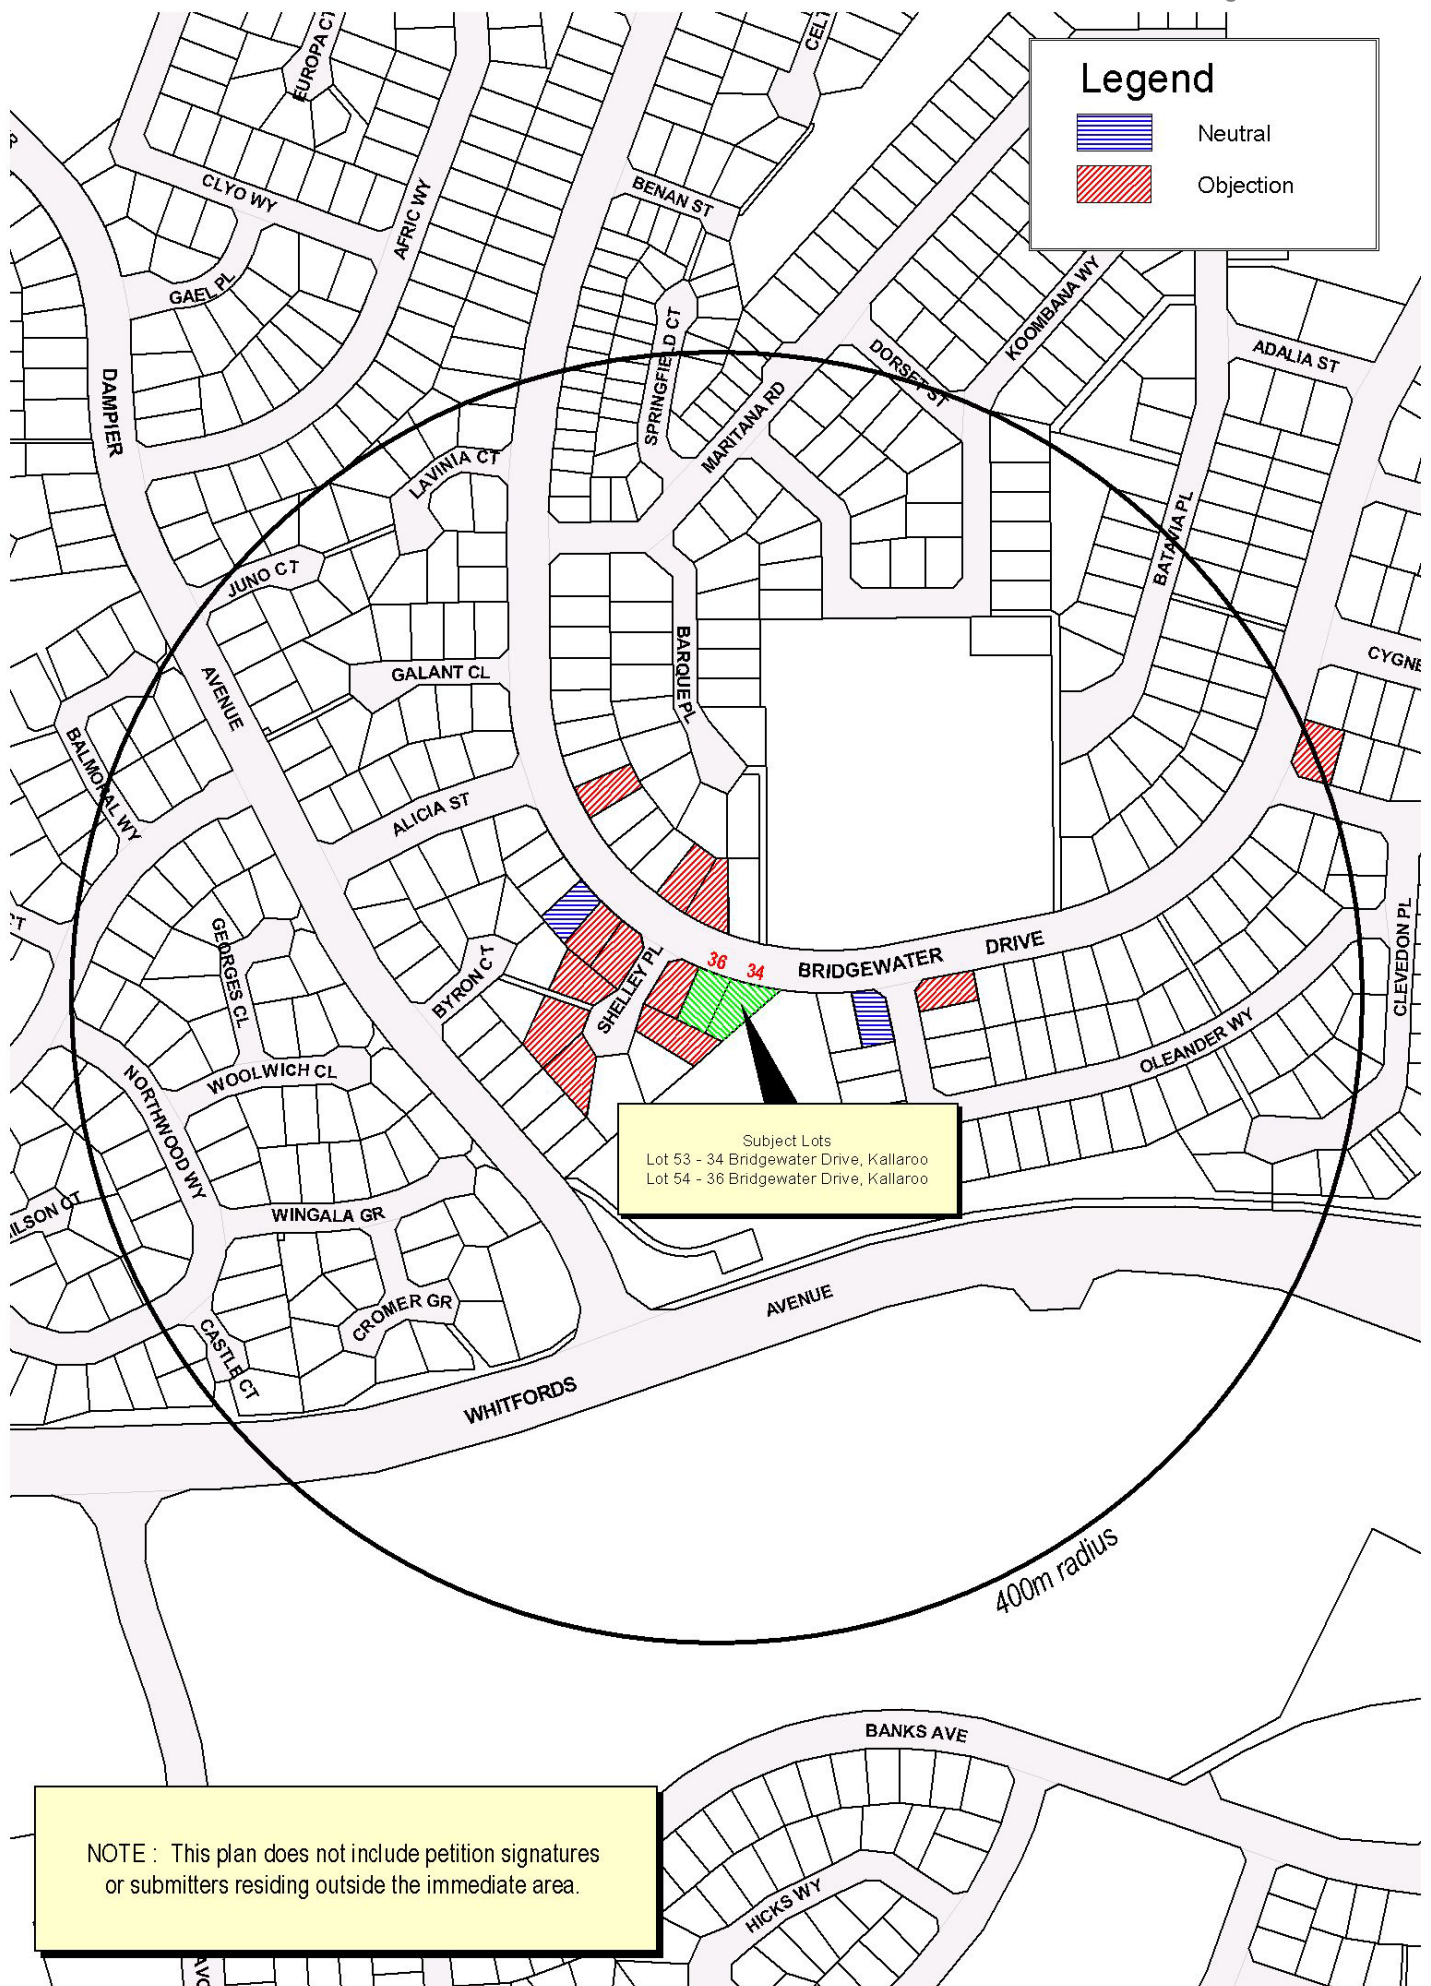 Legend
Neutral
Objection
EUROPA CT
CLYO WY
AFRIC WY
GAEL PL
BENAN ST
SPRINGFIELD CT
MARITANA RD
DORSET ST
KOOMBANA WY
ADALIA ST
DAMPIER
AVENUE
LAVINIA CT
JUNO CT
GALANT CL
BARQUE PL
BATAVIA PL
BALMORAL WY
ALICIA ST
GEORGES CL
BYRON CT
SHELLEY PL
36
34
BRIDGEWATER
DRIVE
CLEVEDON PL
OLEANDER WY
WOOLWICH CL
NORTHWOOD WY
Subject Lots
Lot 53 - 34 Bridgewater Drive, Kallaroo
Lot 54 - 36 Bridgewater Drive, Kallaroo
WINGALA GR
CROMER GR
CASTLE CT
WHITFORDS
AVENUE
400m radius
BANKS AVE
HICKS WY
NOTE : This plan does not include petition signatures
or submitters residing outside the immediate area.